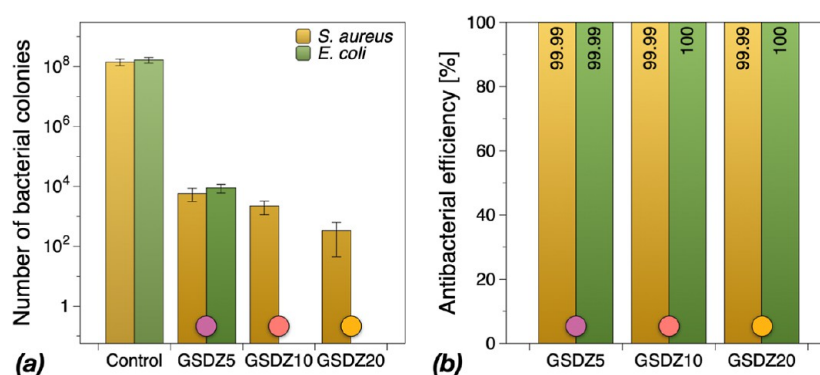 S. aureus
E. coli
Number of bacterial colonies
10⁸
10⁶
10⁴
10²
1
Control GSDZ5 GSDZ10 GSDZ20
(a)
Antibacterial efficiency [%]
100
80
60
40
20
0
99.99 99.99 99.99 100 99.99 100
GSDZ5 GSDZ10 GSDZ20
(b)